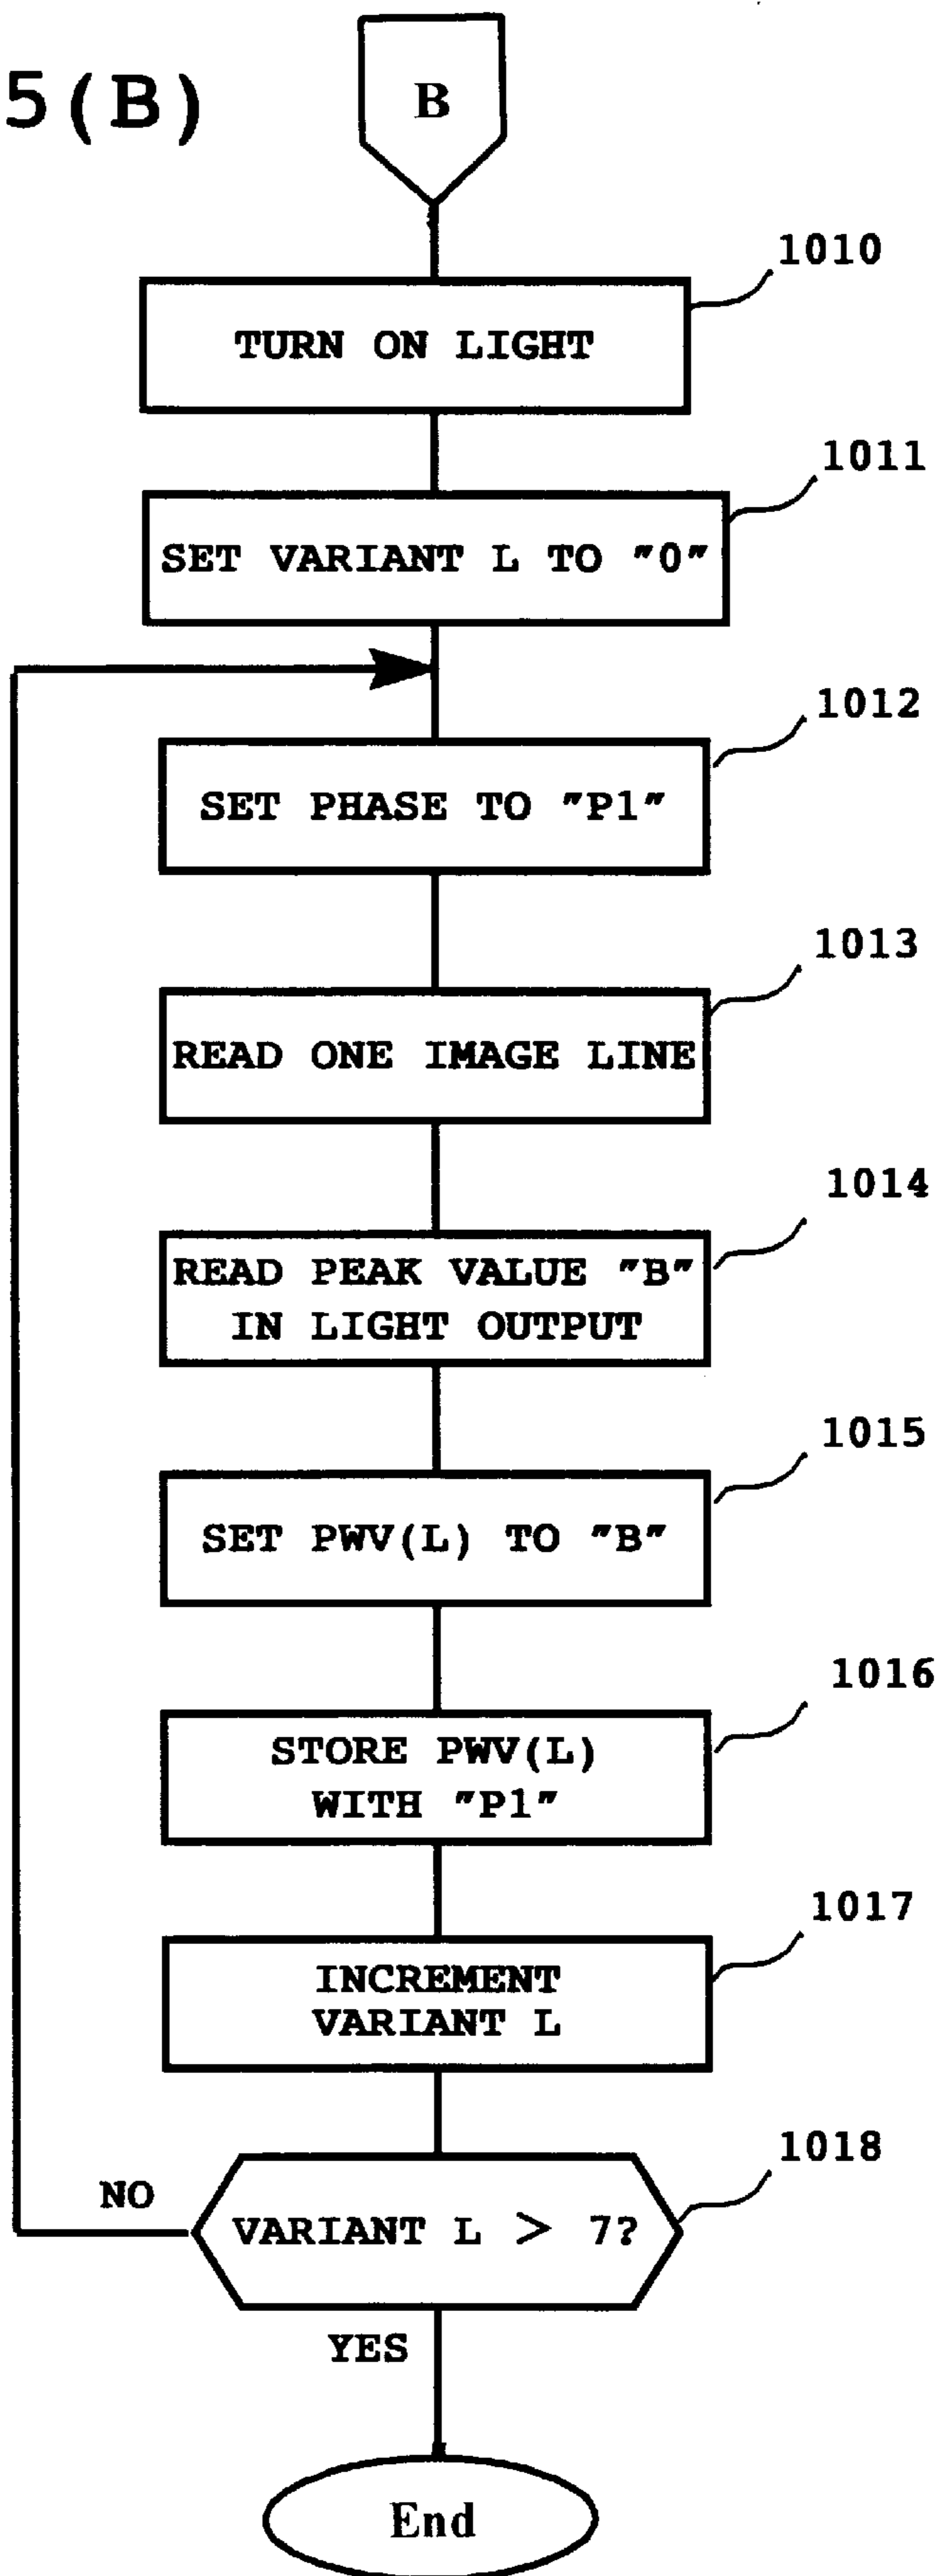 5(B)
B
1010
TURN ON LIGHT
1011
SET VARIANT L TO "0"
1012
SET PHASE TO "P1"
1013
READ ONE IMAGE LINE
1014
READ PEAK VALUE "B"
IN LIGHT OUTPUT
1015
SET PWV(L) TO "B"
1016
STORE PWV(L)
WITH "P1"
1017
INCREMENT
VARIANT L
1018
NO
VARIANT L > 7?
YES
End